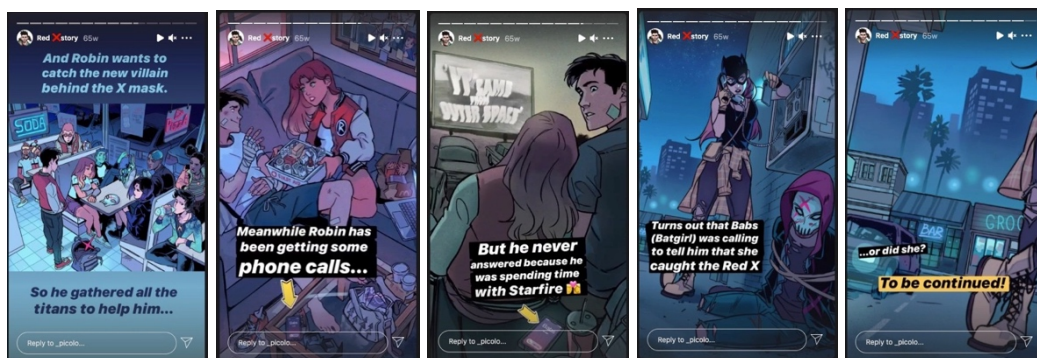 Red ❌story 65w
And Robin wants to
catch the new villain
behind the X mask.
SODA
So he gathered all the
titans to help him...
Reply to _picolo...
Red ❌story 65w
R
Meanwhile Robin has
been getting some
phone calls...
Reply to _picolo...
Red ❌story 65w
IT CAME
FROM
OUTER SPACE
But he never
answered because he
was spending time
with Starfire 🎁
Reply to _picolo...
Red ❌story 65w
Turns out that Babs
(Batgirl) was calling
to tell him that she
caught the Red X
Reply to _picolo...
Red ❌story 65w
BAR
GROC
...or did she?
To be continued!
Reply to _picolo...